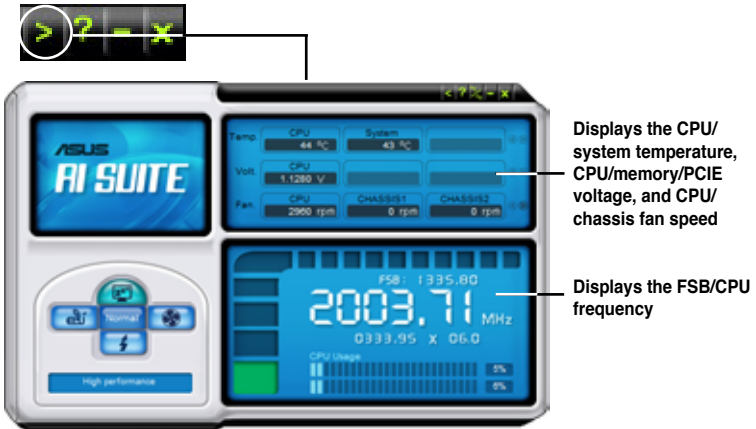 > ? - x
< ? - x
ASUS
AI SUITE
Temp. CPU System
44 °C 43 °C
Volt. CPU
1.1280 V
Fan. CPU CHASSIS1 CHASSIS2
2960 rpm 0 rpm 0 rpm
Displays the CPU/
system temperature,
CPU/memory/PCIE
voltage, and CPU/
chassis fan speed
Normal
High performance
FSB: 1335.80
2003.71 MHz
0333.95 x 06.0
CPU Usage
5%
6%
Displays the FSB/CPU
frequency